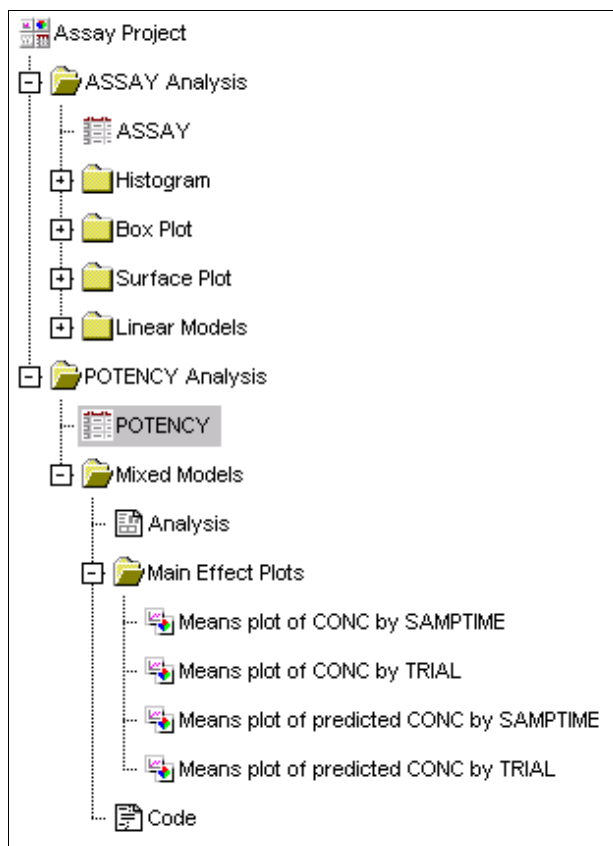 Assay Project
ASSAY Analysis
ASSAY
Histogram
Box Plot
Surface Plot
Linear Models
POTENCY Analysis
POTENCY
Mixed Models
Analysis
Main Effect Plots
Means plot of CONC by SAMPTIME
Means plot of CONC by TRIAL
Means plot of predicted CONC by SAMPTIME
Means plot of predicted CONC by TRIAL
Code